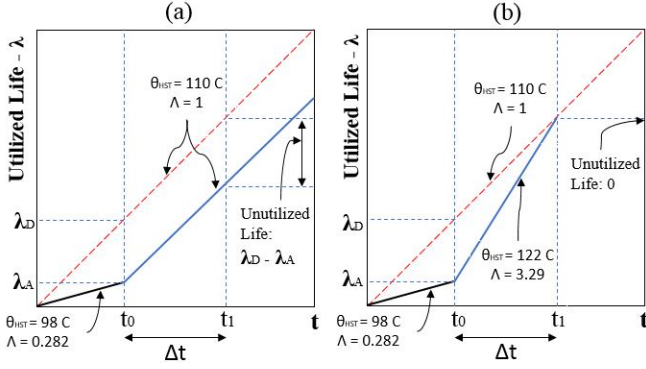 (a)
Utilized Life - λ
θHST = 110 C
Λ = 1
λD
λA
Unutilized
Life:
λD - λA
θHST = 98 C
Λ = 0.282
t0
t1
t
Δt
(b)
Utilized Life - λ
θHST = 110 C
Λ = 1
Unutilized
Life: 0
λD
λA
θHST = 122 C
Λ = 3.29
θHST = 98 C
Λ = 0.282
t0
t1
t
Δt